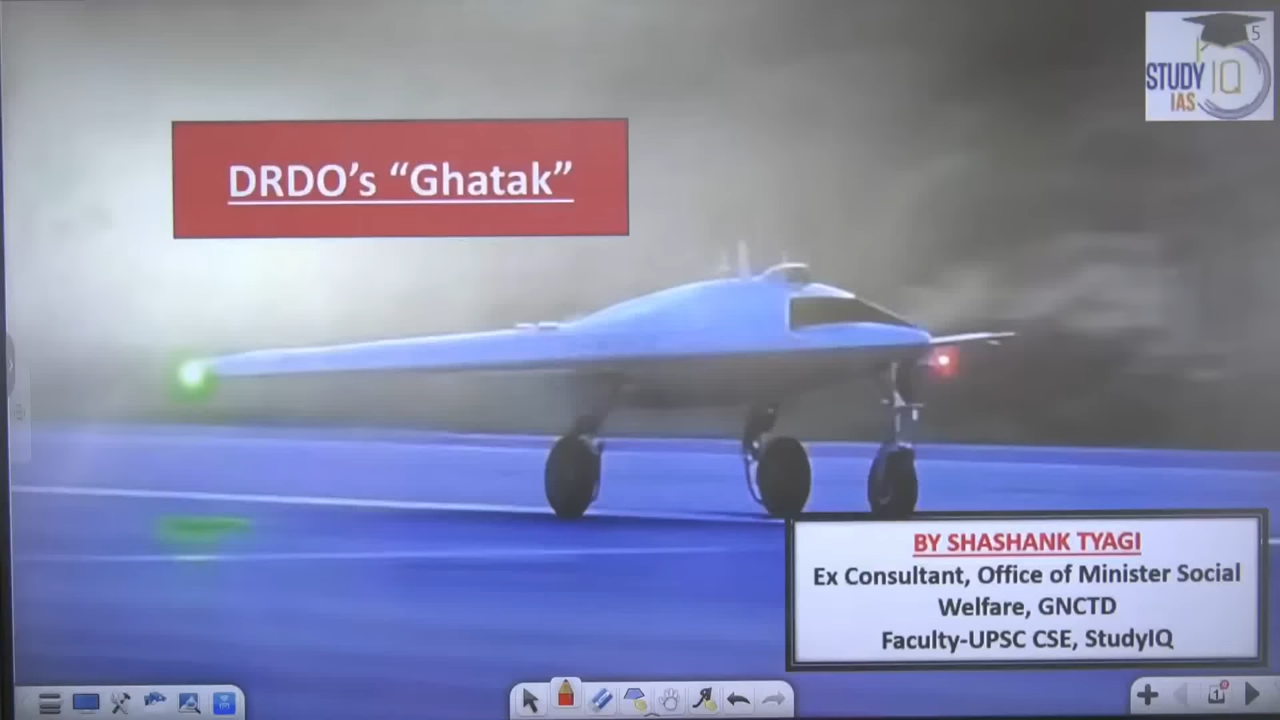 5
STUDY IQ
IAS
DRDO's “Ghatak”
BY SHASHANK TYAGI
Ex Consultant, Office of Minister Social
Welfare, GNCTD
Faculty-UPSC CSE, StudyIQ
1